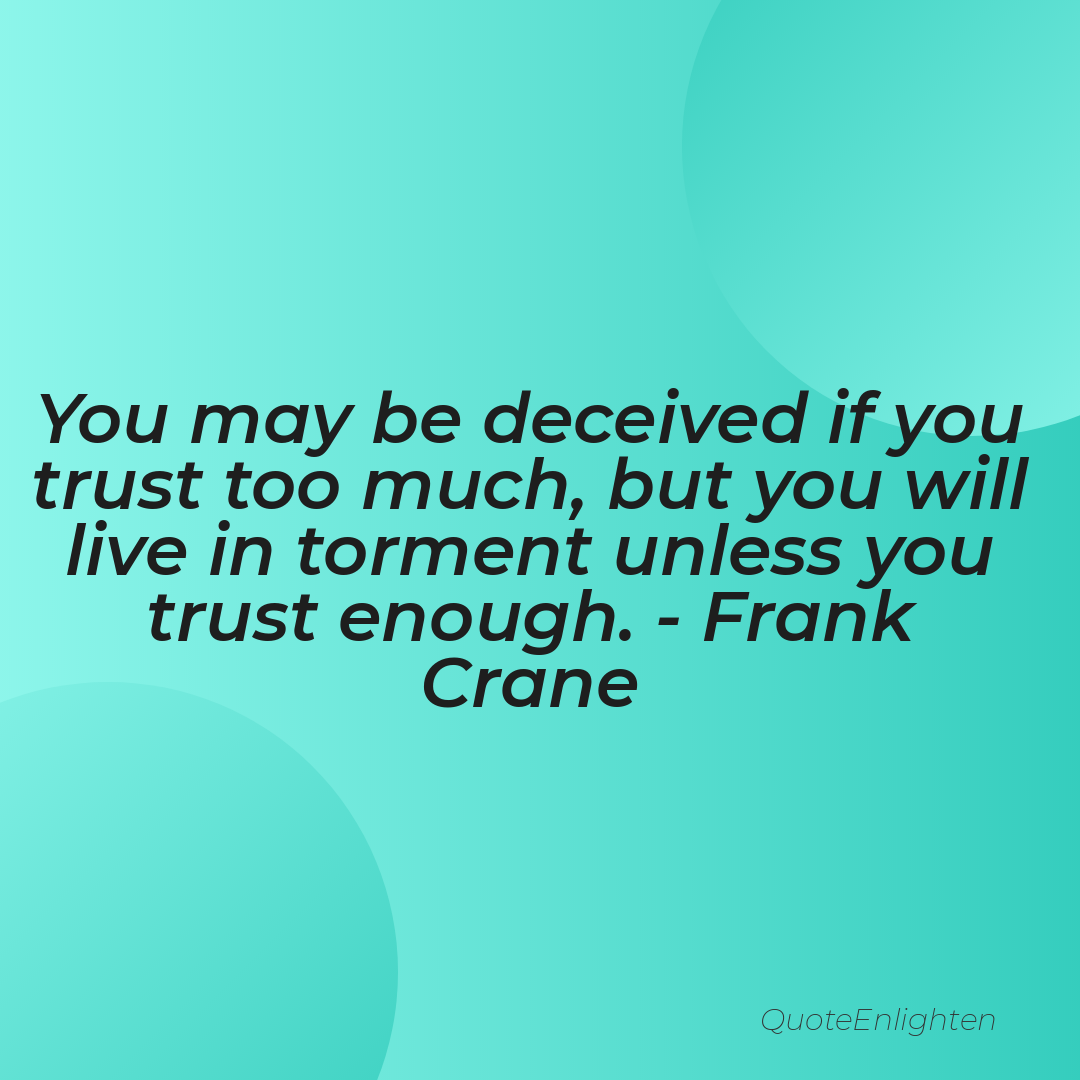 You may be deceived if you
trust too much, but you will
live in torment unless you
trust enough. - Frank
Crane
QuoteEnlighten